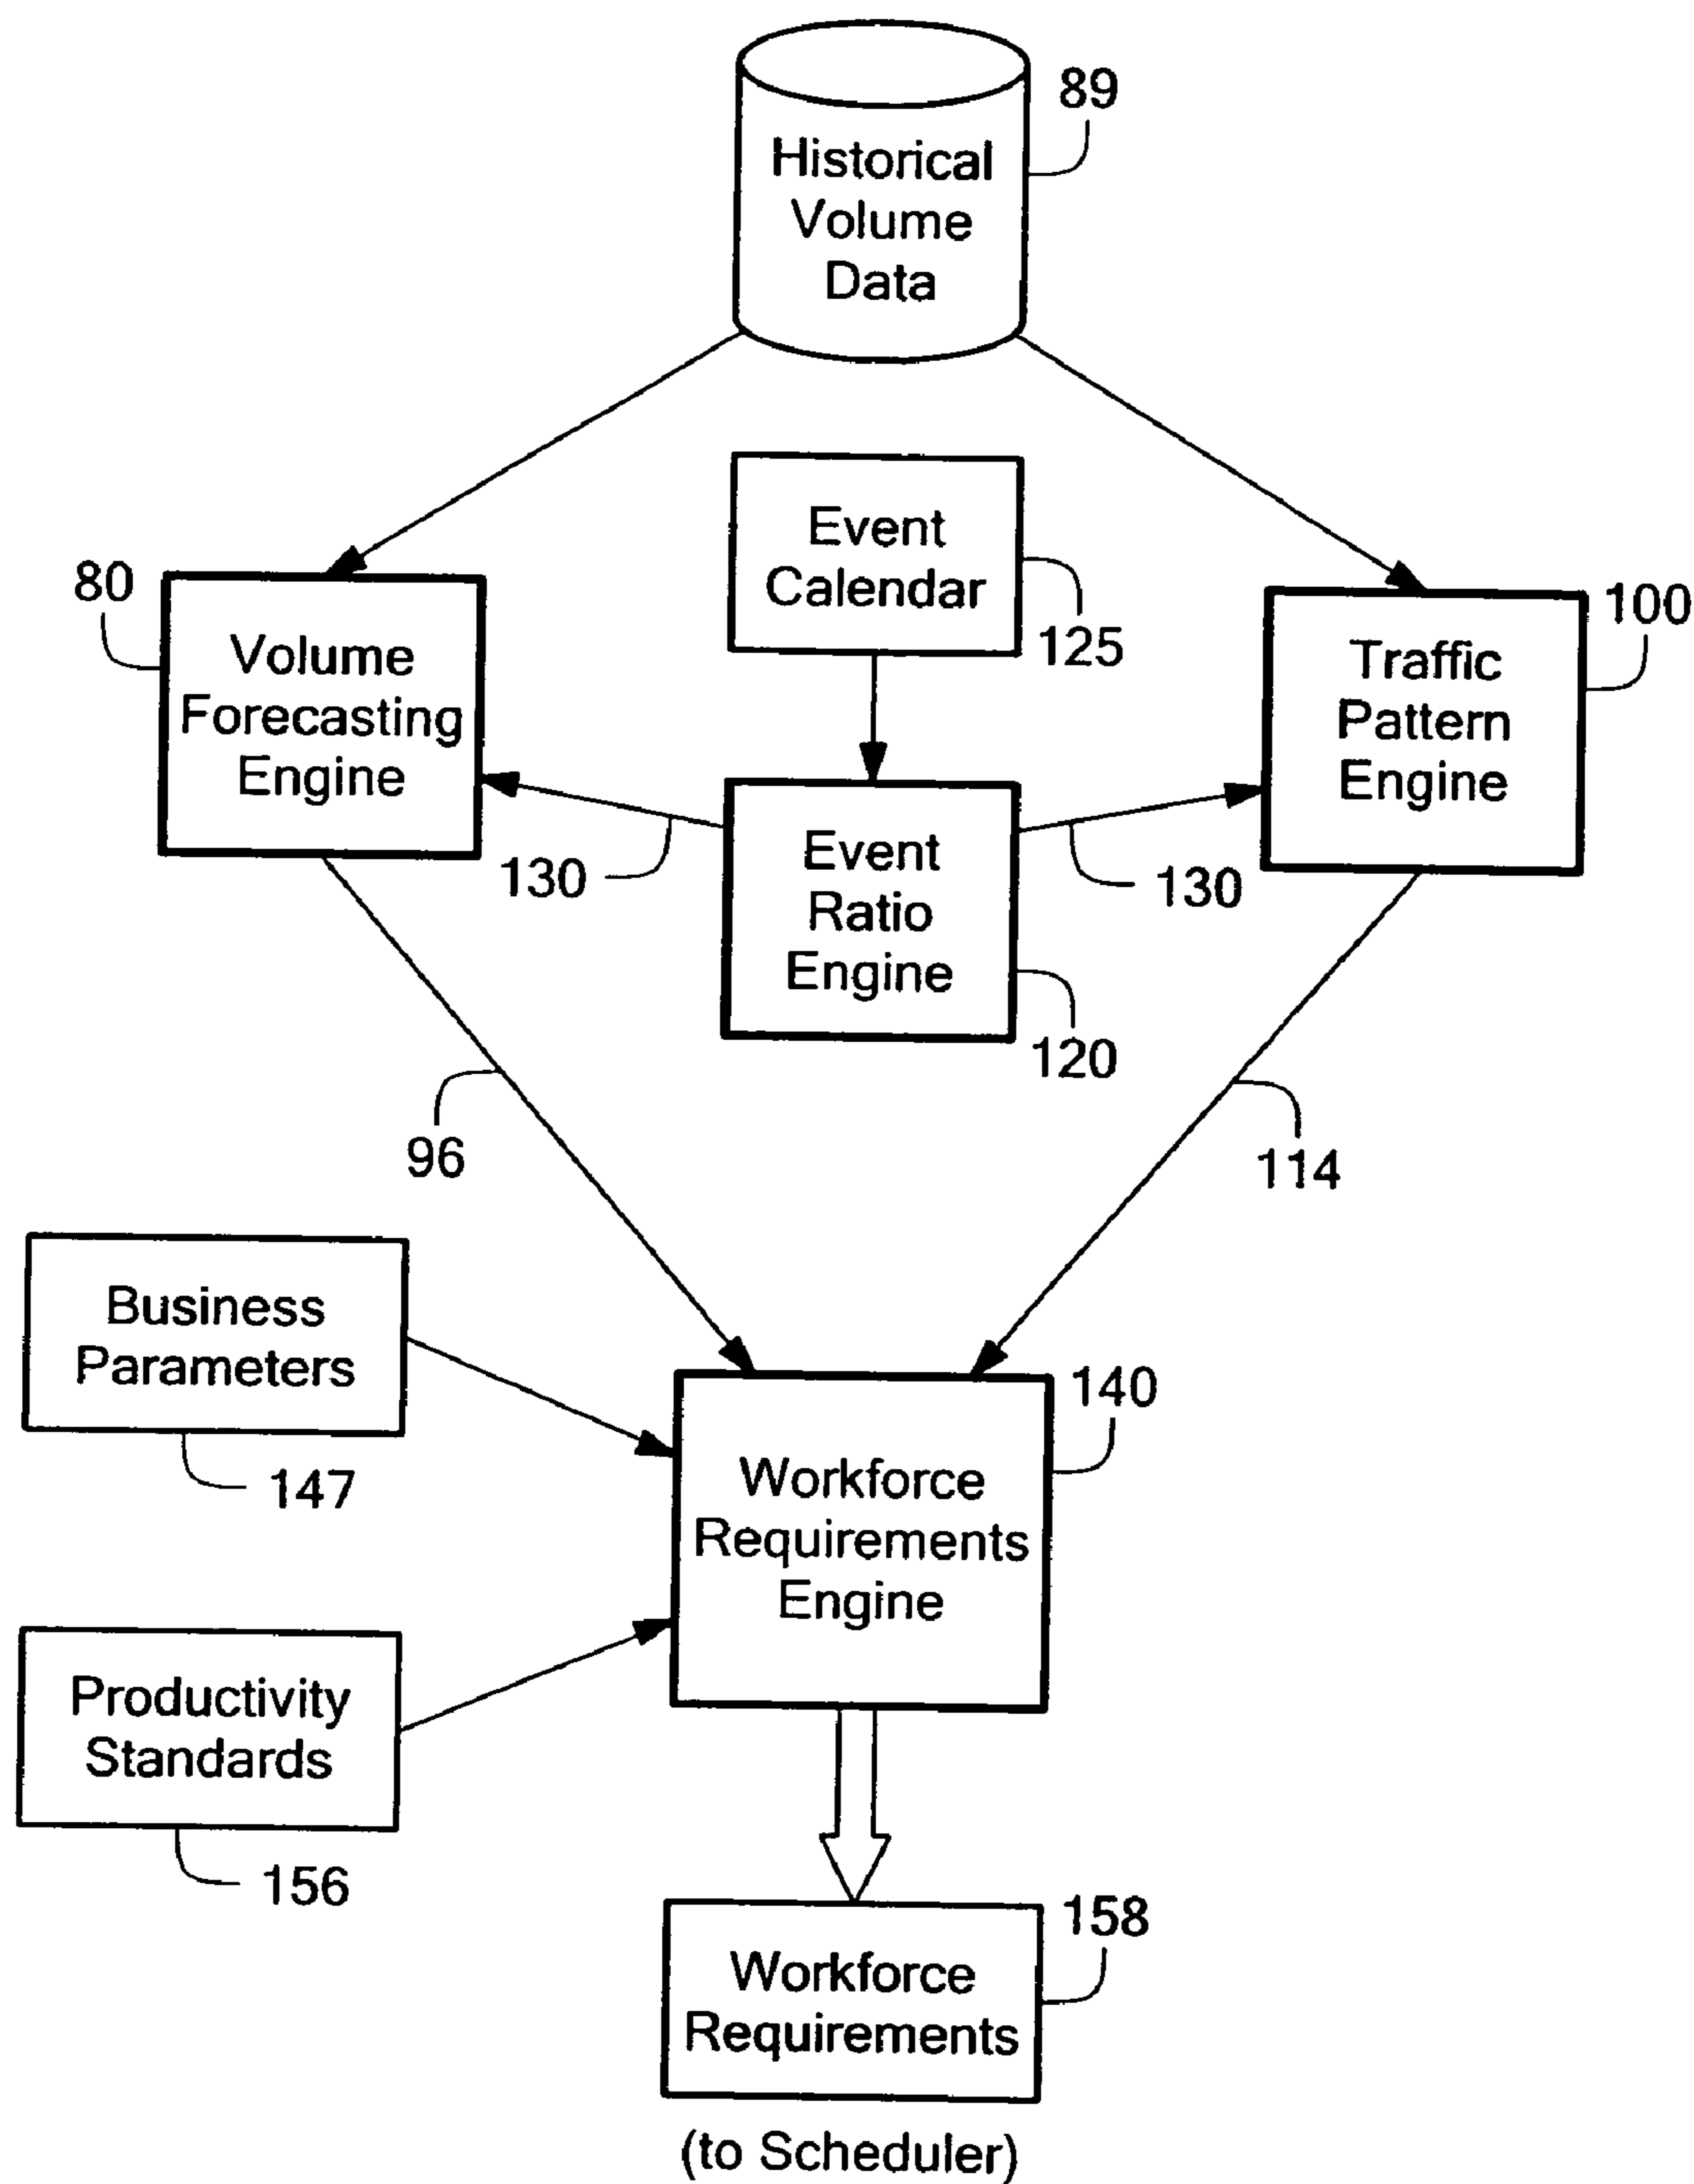 89
Historical
Volume
Data
Event
Calendar
125
80
Volume
Forecasting
Engine
100
Traffic
Pattern
Engine
130
Event
Ratio
Engine
130
120
96
114
Business
Parameters
147
140
Workforce
Requirements
Engine
Productivity
Standards
156
158
Workforce
Requirements
(to Scheduler)